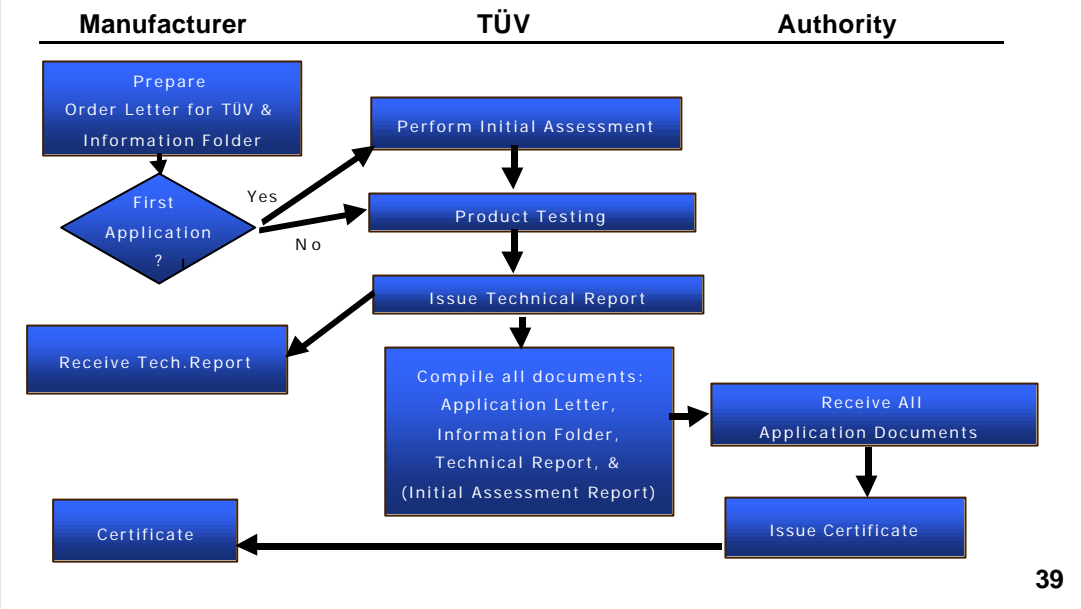 Manufacturer TÜV Authority
Prepare
Order Letter for TÜV &
Information Folder
First
Application
?
Yes
No
Perform Initial Assessment
Product Testing
Issue Technical Report
Receive Tech.Report
Compile all documents:
Application Letter,
Information Folder,
Technical Report, &
(Initial Assessment Report)
Receive All
Application Documents
Issue Certificate
Certificate
39